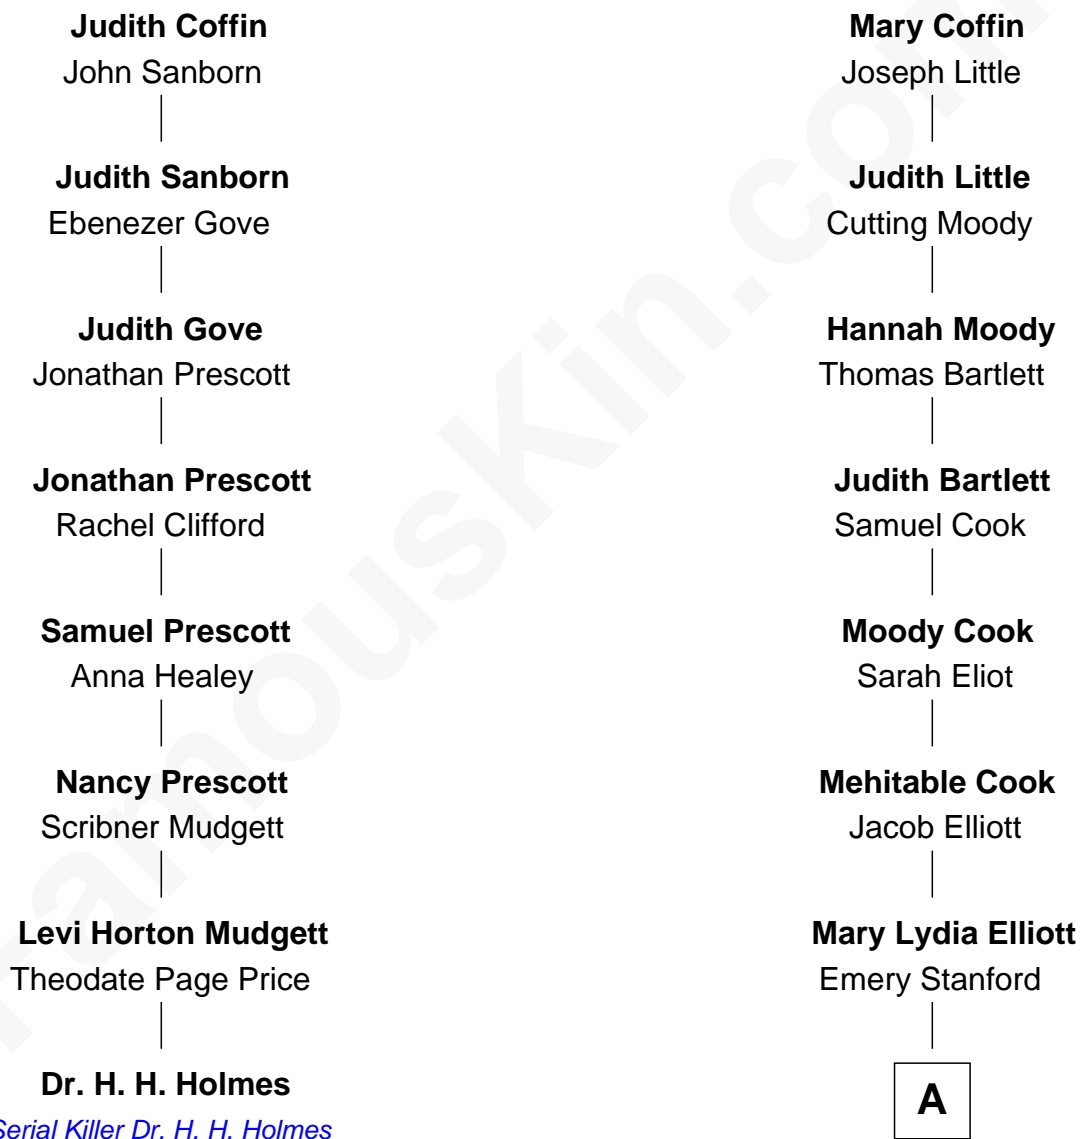 Judith Coffin
John Sanborn
Judith Sanborn
Ebenezer Gove
Judith Gove
Jonathan Prescott
Jonathan Prescott
Rachel Clifford
Samuel Prescott
Anna Healey
Nancy Prescott
Scribner Mudgett
Levi Horton Mudgett
Theodate Page Price
Dr. H. H. Holmes
Serial Killer Dr. H. H. Holmes
Mary Coffin
Joseph Little
Judith Little
Cutting Moody
Hannah Moody
Thomas Bartlett
Judith Bartlett
Samuel Cook
Moody Cook
Sarah Eliot
Mehitable Cook
Jacob Elliott
Mary Lydia Elliott
Emery Stanford
A
FamousKin.com